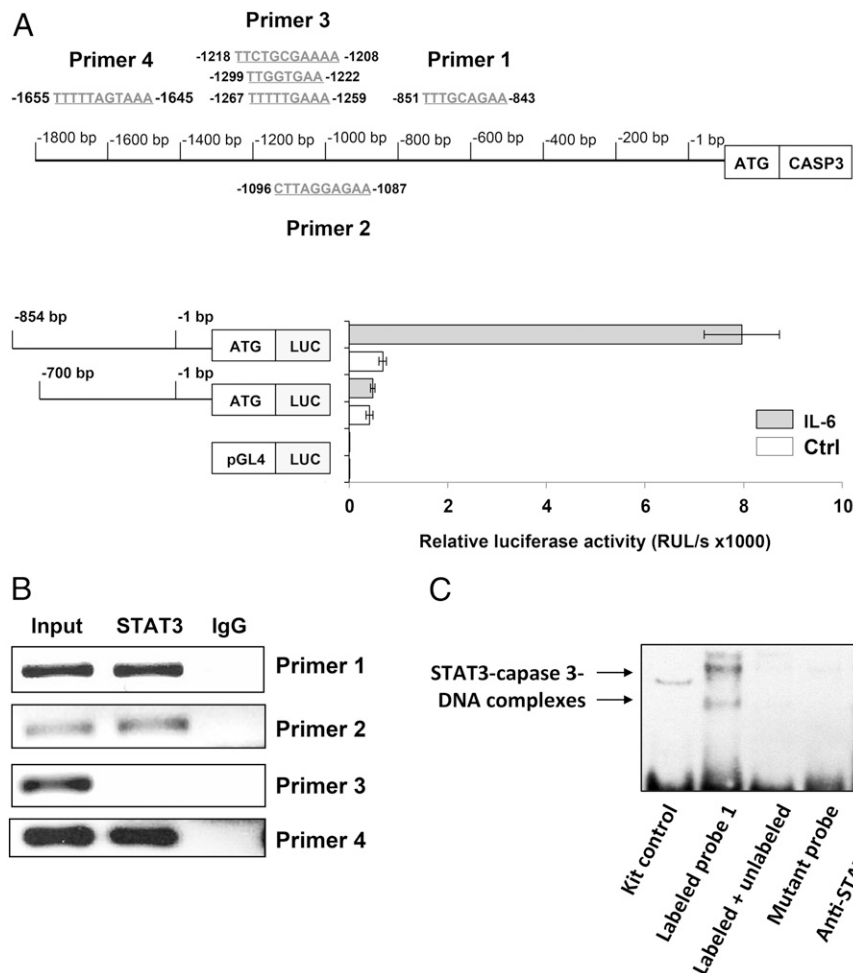 A
Primer 3
-1218 TTCTGCGAAAA -1208
Primer 4
-1299 TTGGTGAA -1222
Primer 1
-1655 TTTTTAGTAAA -1645
-1267 TTTTTGAAA -1259
-851 TTTGCAGAA -843
-1800 bp -1600 bp -1400 bp -1200 bp -1000 bp -800 bp -600 bp -400 bp -200 bp -1 bp
ATG CASP3
-1096 CTTAGGAGAA -1087
Primer 2
-854 bp -1 bp
ATG LUC
-700 bp -1 bp
ATG LUC
pGL4 LUC
IL-6
Ctrl
0 2 4 6 8 10
Relative luciferase activity (RUL/s x1000)
B
Input STAT3 IgG
Primer 1
Primer 2
Primer 3
Primer 4
C
STAT3-capase 3-
DNA complexes
Kit control
Labeled probe 1
Labeled + unlabeled
Mutant probe